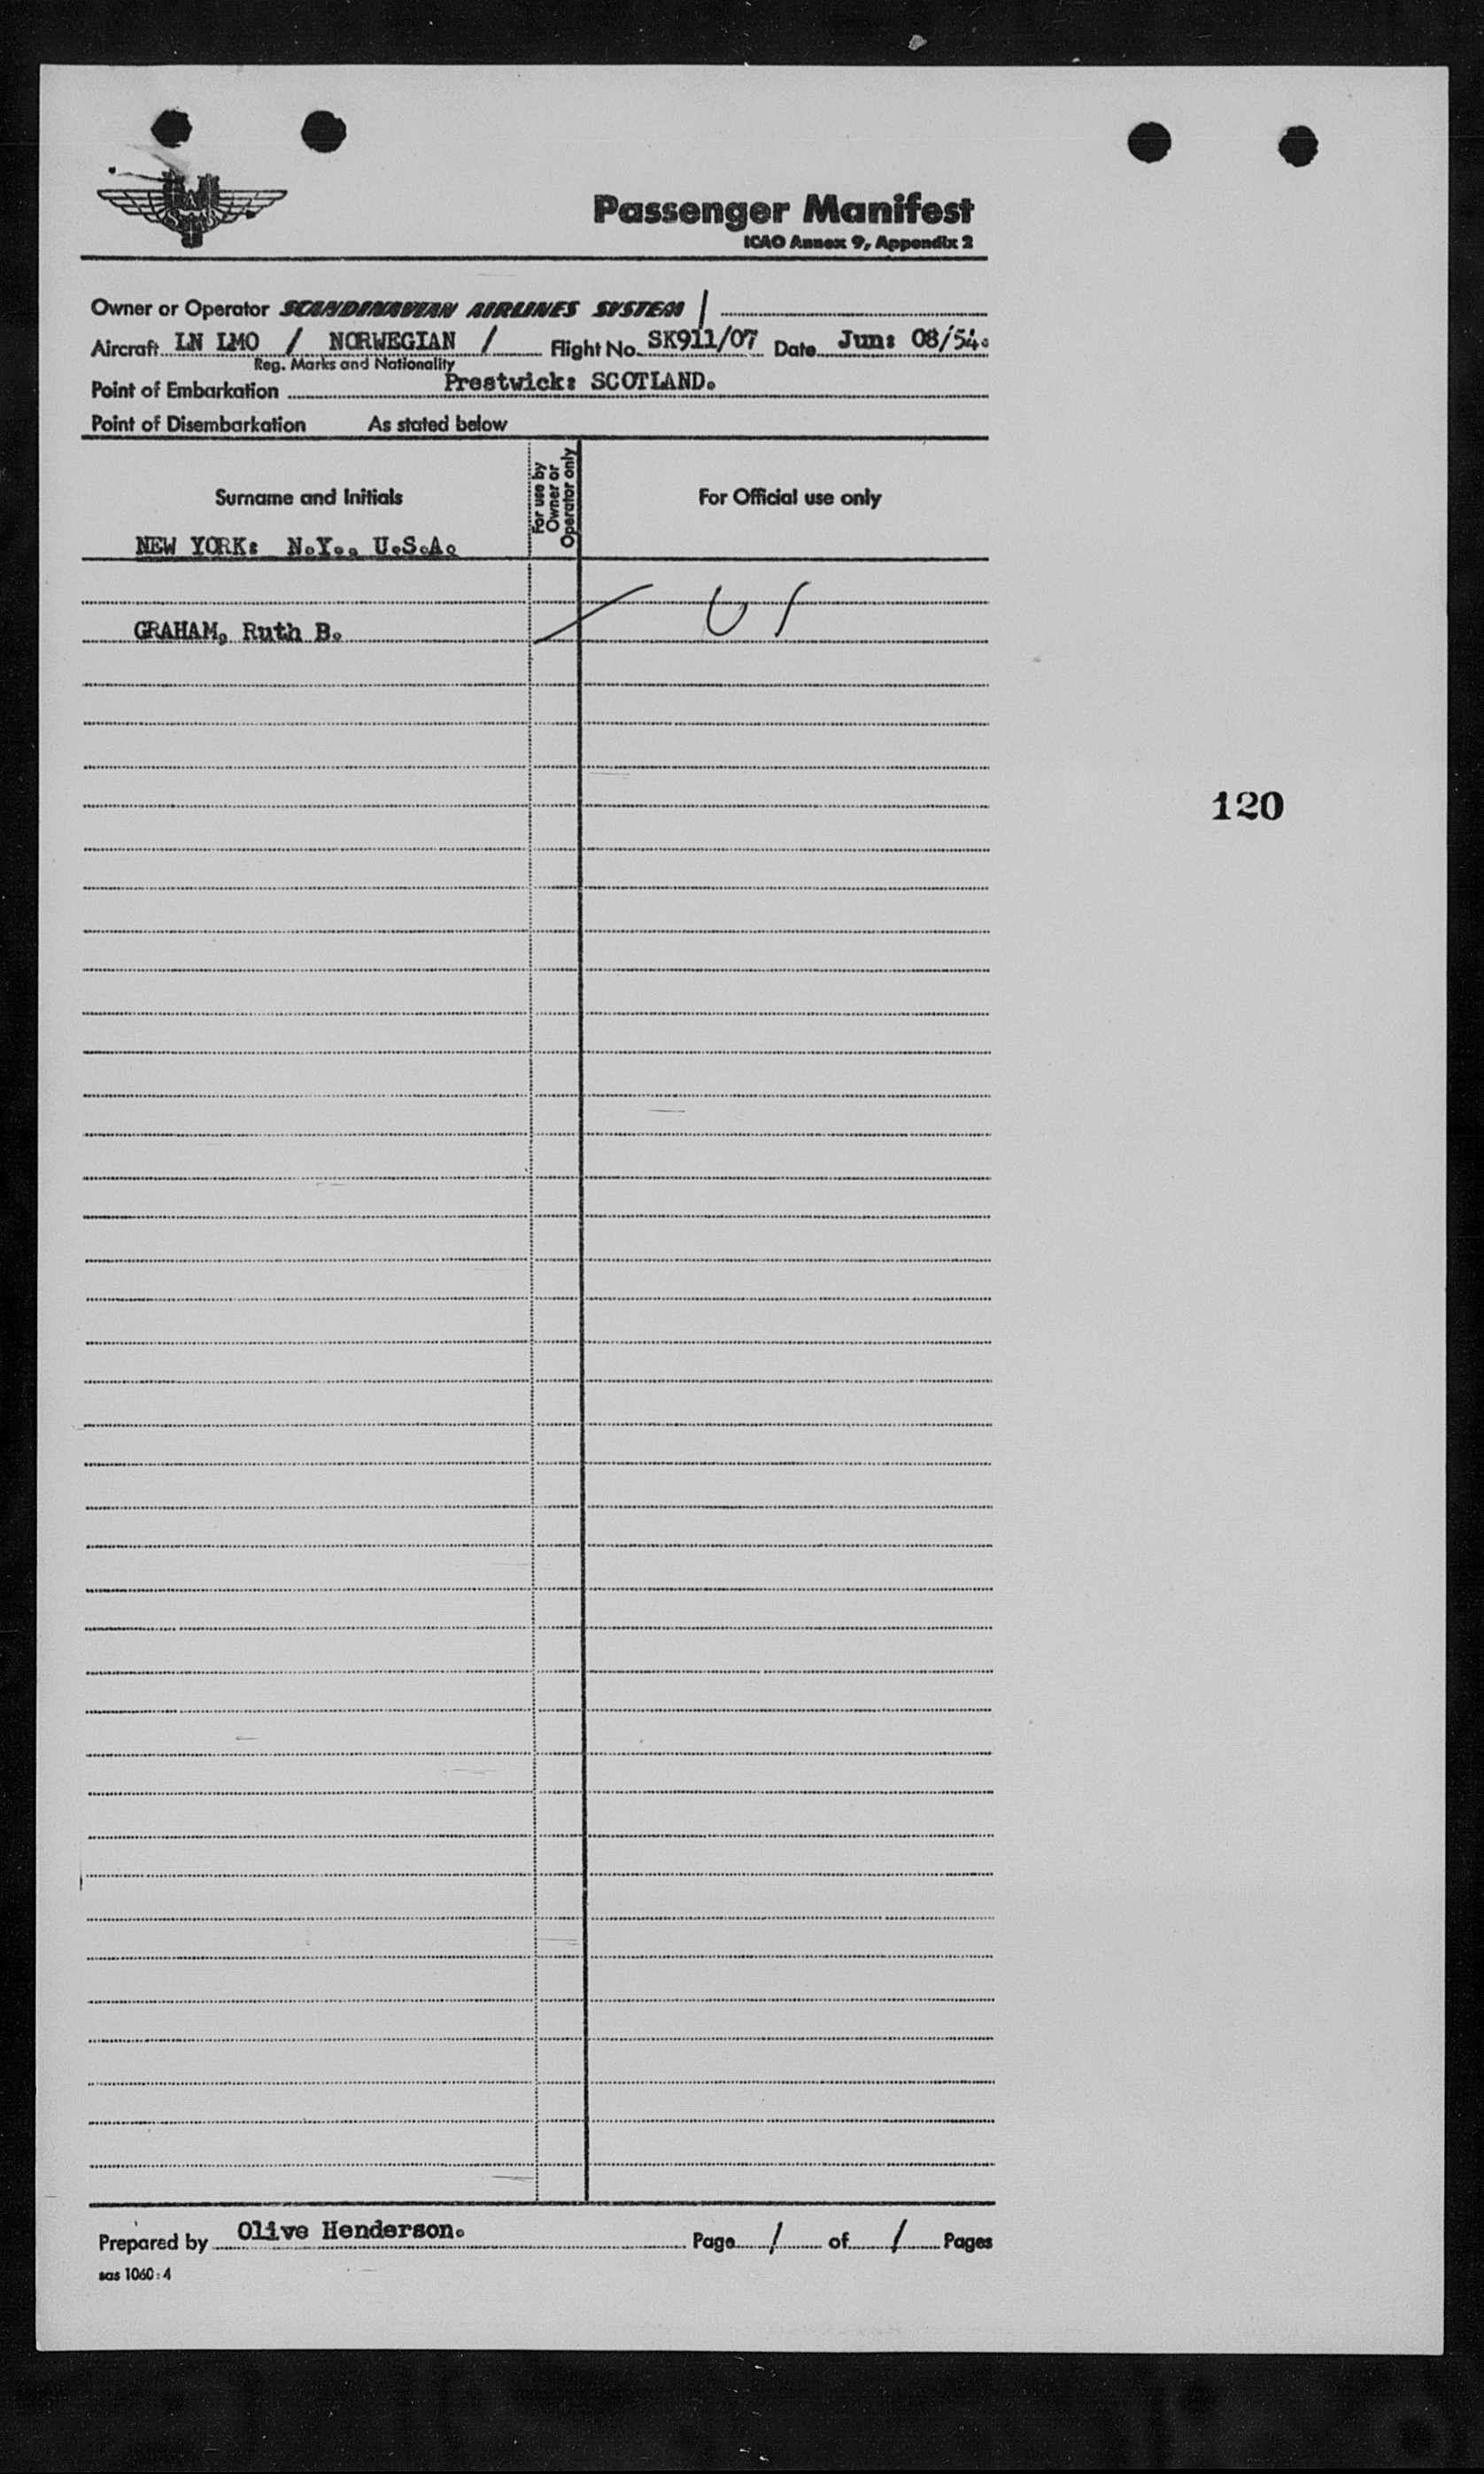 SAS
Passenger Manifest
ICAO Annex 9, Appendix 2
Owner or Operator SCANDINAVIAN AIRLINES SYSTEM /
Aircraft LN LMO / NORWEGIAN / Flight No. SK911/07 Date Jun: 08/54.
Reg. Marks and Nationality
Point of Embarkation Prestwick: SCOTLAND.
Point of Disembarkation As stated below
Surname and Initials
For use by
Owner or
Operator only
For Official use only
NEW YORK: N.Y., U.S.A.
GRAHAM, Ruth B.
120
Prepared by Olive Henderson. Page 1 of 1 Pages
sas 1060:4